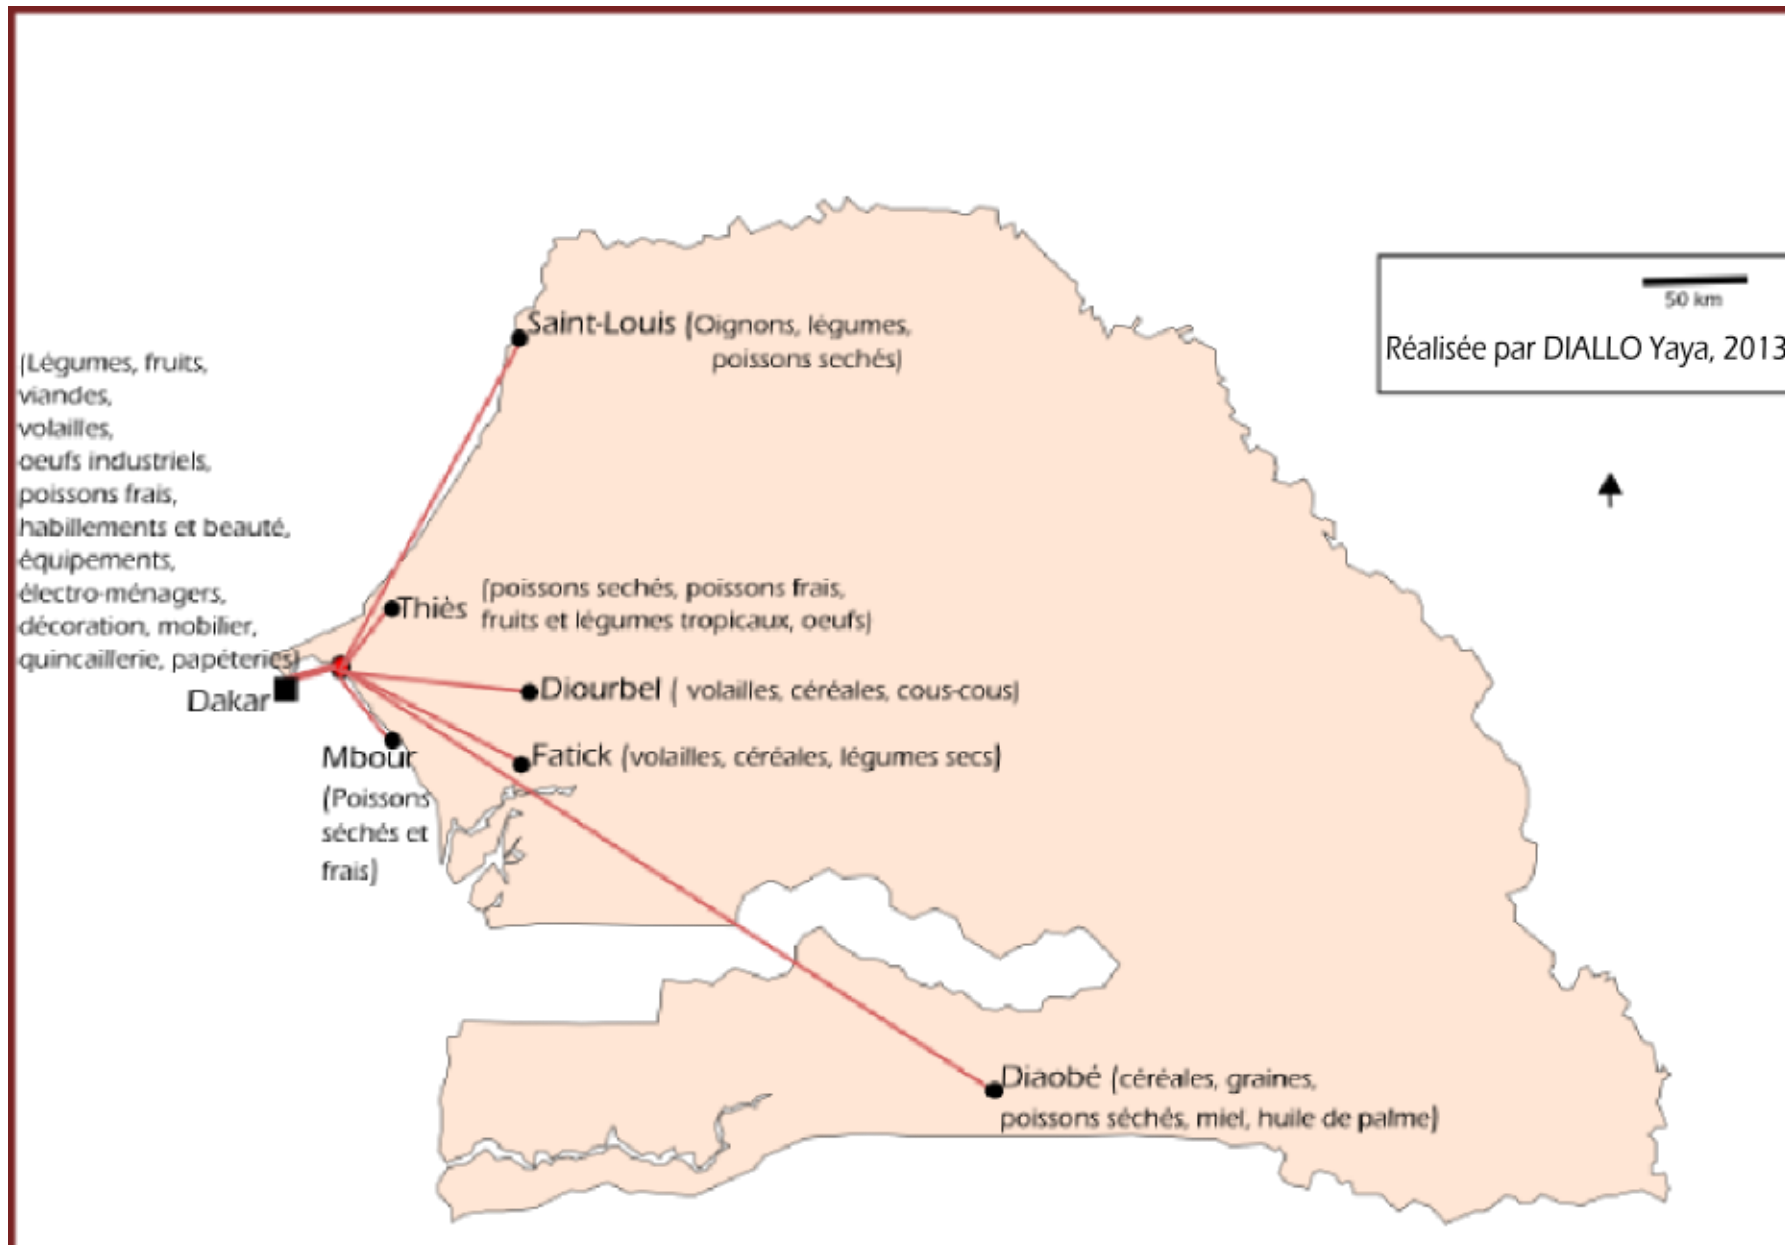 Saint-Louis (Oignons, légumes,
poissons sechés)
50 km
Réalisée par DIALLO Yaya, 2013
(Légumes, fruits,
viandes,
volailles,
oeufs industriels,
poissons frais,
habillements et beauté,
équipements,
électro-ménagers,
décoration, mobilier,
quincaillerie, papéteries)
Dakar
Thiès (poissons sechés, poissons frais,
fruits et légumes tropicaux, oeufs)
Diourbel ( volailles, céréales, cous-cous)
Fatick (volailles, céréales, légumes secs)
Mbour
(Poissons
séchés et
frais)
Diaobé (céréales, graines,
poissons séchés, miel, huile de palme)